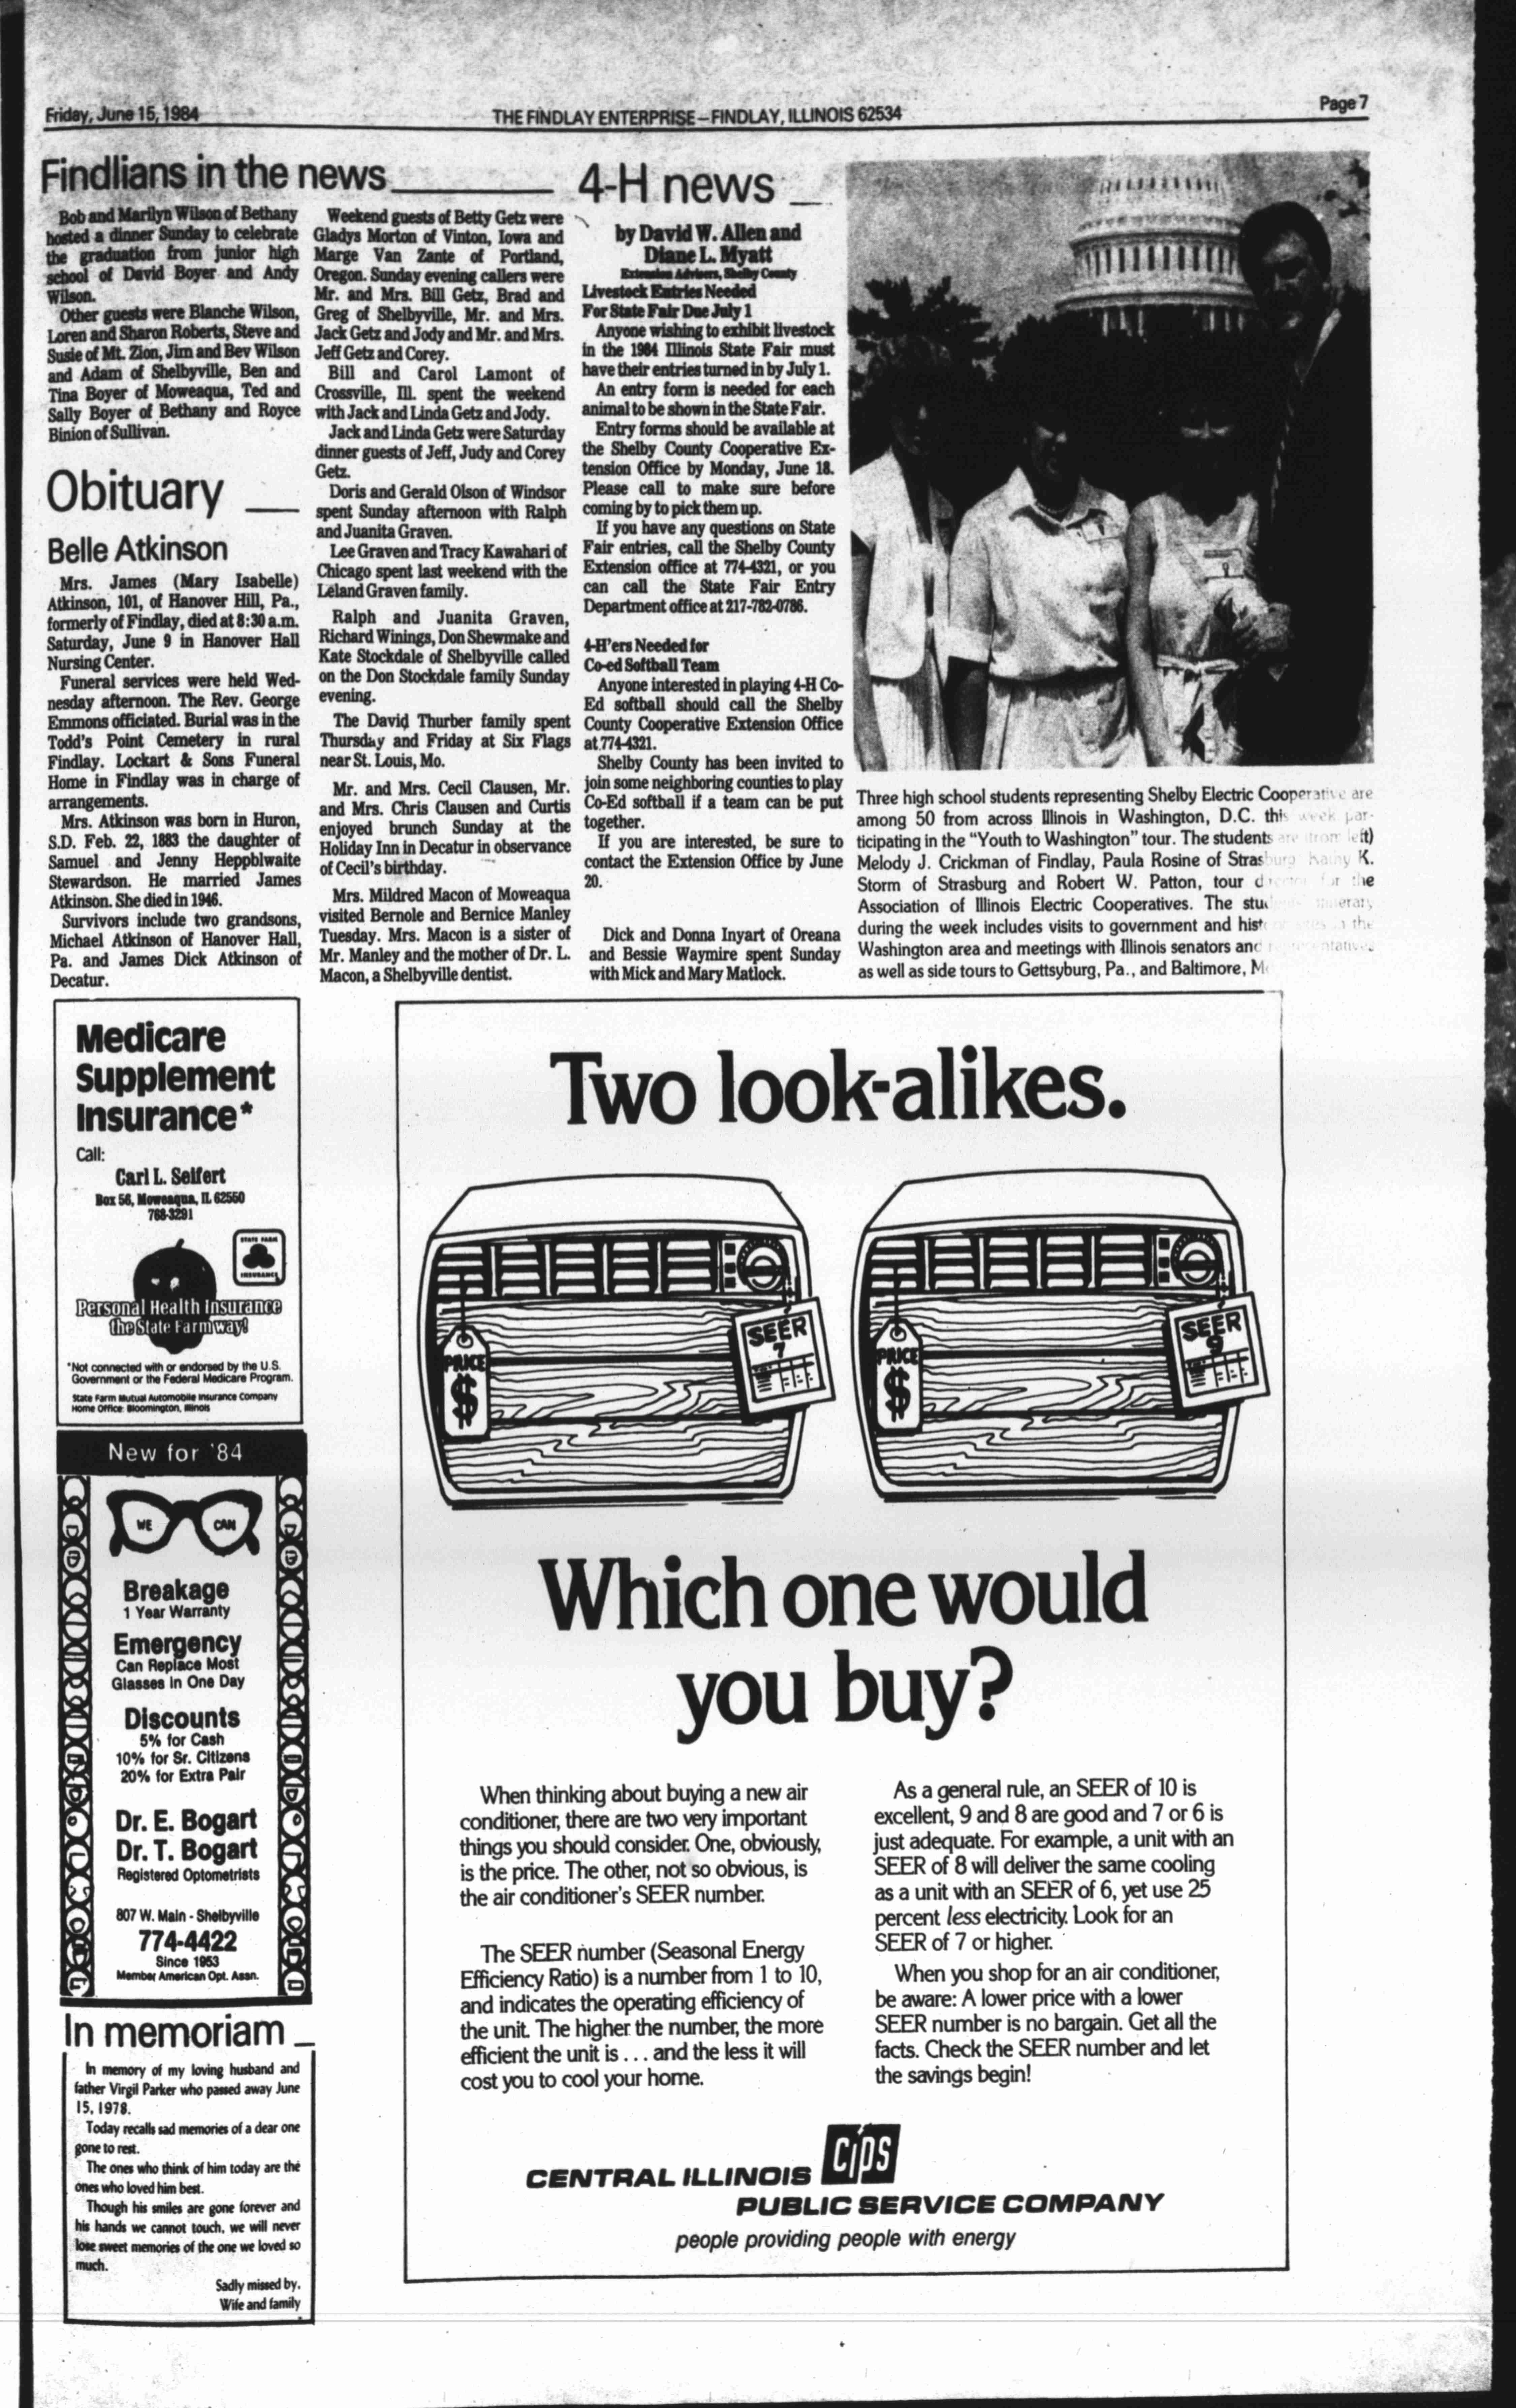 Friday, June 15, 1984
THE FINDLAY ENTERPRISE – FINDLAY, ILLINOIS 62534
Page 7
Findlians in the news
Bob and Marilyn Wilson of Bethany
hosted a dinner Sunday to celebrate
the graduation from junior high
school of David Boyer and Andy
Wilson.
Other guests were Blanche Wilson,
Loren and Sharon Roberts, Steve and
Susie of Mt. Zion, Jim and Bev Wilson
and Adam of Shelbyville, Ben and
Tina Boyer of Moweaqua, Ted and
Sally Boyer of Bethany and Royce
Binion of Sullivan.
Obituary
Belle Atkinson
Mrs. James (Mary Isabelle)
Atkinson, 101, of Hanover Hill, Pa.,
formerly of Findlay, died at 8:30 a.m.
Saturday, June 9 in Hanover Hall
Nursing Center.
Funeral services were held Wed-
nesday afternoon. The Rev. George
Emmons officiated. Burial was in the
Todd's Point Cemetery in rural
Findlay. Lockart & Sons Funeral
Home in Findlay was in charge of
arrangements.
Mrs. Atkinson was born in Huron,
S.D. Feb. 22, 1883 the daughter of
Samuel and Jenny Heppblwaite
Stewardson. He married James
Atkinson. She died in 1946.
Survivors include two grandsons,
Michael Atkinson of Hanover Hall,
Pa. and James Dick Atkinson of
Decatur.
Weekend guests of Betty Getz were
Gladys Morton of Vinton, Iowa and
Marge Van Zante of Portland,
Oregon. Sunday evening callers were
Mr. and Mrs. Bill Getz, Brad and
Greg of Shelbyville, Mr. and Mrs.
Jack Getz and Jody and Mr. and Mrs.
Jeff Getz and Corey.
Bill and Carol Lamont of
Crossville, Ill. spent the weekend
with Jack and Linda Getz and Jody.
Jack and Linda Getz were Saturday
dinner guests of Jeff, Judy and Corey
Getz.
Doris and Gerald Olson of Windsor
spent Sunday afternoon with Ralph
and Juanita Graven.
Lee Graven and Tracy Kawahari of
Chicago spent last weekend with the
Leland Graven family.
Ralph and Juanita Graven,
Richard Winings, Don Shewmake and
Kate Stockdale of Shelbyville called
on the Don Stockdale family Sunday
evening.
The David Thurber family spent
Thursday and Friday at Six Flags
near St. Louis, Mo.
Mr. and Mrs. Cecil Clausen, Mr.
and Mrs. Chris Clausen and Curtis
enjoyed brunch Sunday at the
Holiday Inn in Decatur in observance
of Cecil's birthday.
Mrs. Mildred Macon of Moweaqua
visited Bernole and Bernice Manley
Tuesday. Mrs. Macon is a sister of
Mr. Manley and the mother of Dr. L.
Macon, a Shelbyville dentist.
4-H news
by David W. Allen and
Diane L. Myatt
Extension Advisers, Shelby County
Livestock Entries Needed
For State Fair Due July 1
Anyone wishing to exhibit livestock
in the 1984 Illinois State Fair must
have their entries turned in by July 1.
An entry form is needed for each
animal to be shown in the State Fair.
Entry forms should be available at
the Shelby County Cooperative Ex-
tension Office by Monday, June 18.
Please call to make sure before
coming by to pick them up.
If you have any questions on State
Fair entries, call the Shelby County
Extension office at 774-4321, or you
can call the State Fair Entry
Department office at 217-782-0786.
4-H'ers Needed for
Co-ed Softball Team
Anyone interested in playing 4-H Co-
Ed softball should call the Shelby
County Cooperative Extension Office
at 774-4321.
Shelby County has been invited to
join some neighboring counties to play
Co-Ed softball if a team can be put
together.
If you are interested, be sure to
contact the Extension Office by June
20.
Dick and Donna Inyart of Oreana
and Bessie Waymire spent Sunday
with Mick and Mary Matlock.
Three high school students representing Shelby Electric Cooperative are
among 50 from across Illinois in Washington, D.C. this week par-
ticipating in the "Youth to Washington" tour. The students are (from left)
Melody J. Crickman of Findlay, Paula Rosine of Strasburg K.
Storm of Strasburg and Robert W. Patton, tour director for the
Association of Illinois Electric Cooperatives. The itinerary
during the week includes visits to government and the
Washington area and meetings with Illinois senators and representatives
as well as side tours to Gettsyburg, Pa., and Baltimore,
Medicare
Supplement
Insurance*
Call:
Carl L. Seifert
Box 56, Moweaqua, IL 62550
768-3291
STATE FARM
INSURANCE
Personal Health Insurance
the State Farm way!
*Not connected with or endorsed by the U.S.
Government or the Federal Medicare Program.
State Farm Mutual Automobile Insurance Company
Home Office: Bloomington, Illinois
New for '84
WE CAN
Breakage
1 Year Warranty
Emergency
Can Replace Most
Glasses in One Day
Discounts
5% for Cash
10% for Sr. Citizens
20% for Extra Pair
Dr. E. Bogart
Dr. T. Bogart
Registered Optometrists
807 W. Main - Shelbyville
774-4422
Since 1953
Member American Opt. Assn.
In memoriam
In memory of my loving husband and
father Virgil Parker who passed away June
15, 1978.
Today recalls sad memories of a dear one
gone to rest.
The ones who think of him today are the
ones who loved him best.
Though his smiles are gone forever and
his hands we cannot touch, we will never
lose sweet memories of the one we loved so
much.
Sadly missed by,
Wife and family
Two look-alikes.
PRICE
$
SEER
7
PRICE
$
SEER
9
Which one would
you buy?
When thinking about buying a new air
conditioner, there are two very important
things you should consider. One, obviously,
is the price. The other, not so obvious, is
the air conditioner's SEER number.
The SEER number (Seasonal Energy
Efficiency Ratio) is a number from 1 to 10,
and indicates the operating efficiency of
the unit. The higher the number, the more
efficient the unit is . . . and the less it will
cost you to cool your home.
As a general rule, an SEER of 10 is
excellent, 9 and 8 are good and 7 or 6 is
just adequate. For example, a unit with an
SEER of 8 will deliver the same cooling
as a unit with an SEER of 6, yet use 25
percent less electricity. Look for an
SEER of 7 or higher.
When you shop for an air conditioner,
be aware: A lower price with a lower
SEER number is no bargain. Get all the
facts. Check the SEER number and let
the savings begin!
CENTRAL ILLINOIS
CIPS
PUBLIC SERVICE COMPANY
people providing people with energy